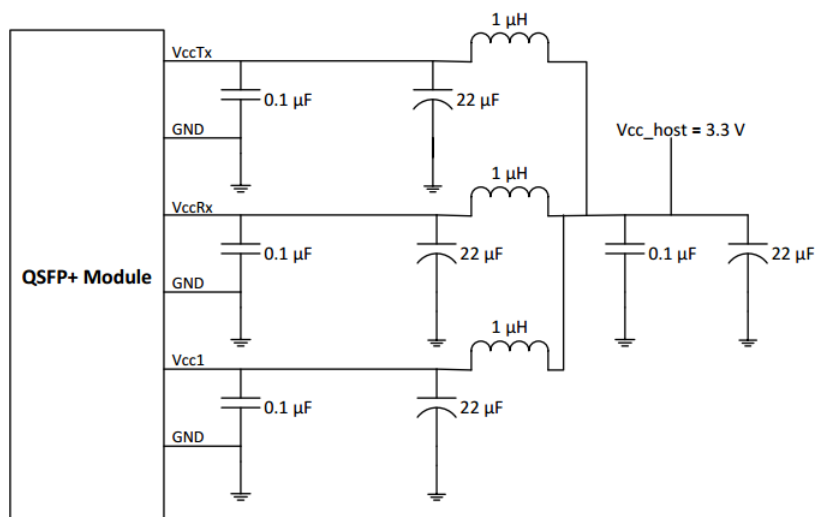 1 µH
VccTx
0.1 µF
22 µF
GND
Vcc_host = 3.3 V
1 µH
VccRx
QSFP+ Module
0.1 µF
22 µF
0.1 µF
22 µF
GND
1 µH
Vcc1
0.1 µF
22 µF
GND